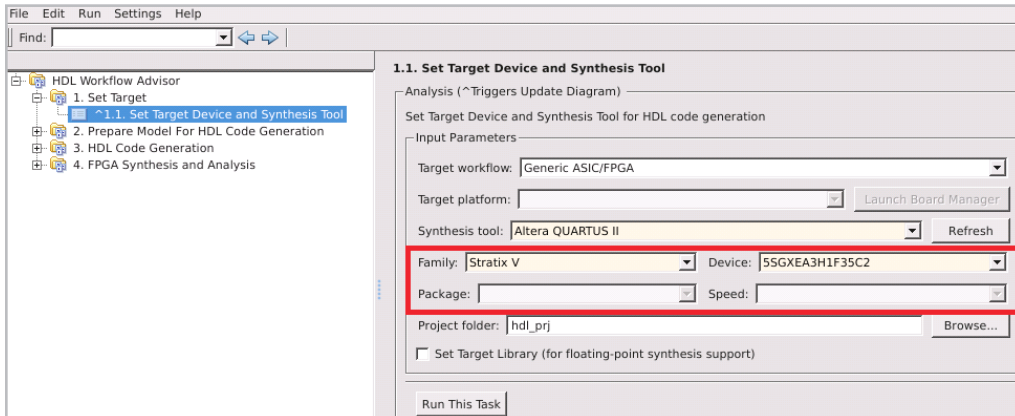 File Edit Run Settings Help
Find:
HDL Workflow Advisor
1. Set Target
^1.1. Set Target Device and Synthesis Tool
2. Prepare Model For HDL Code Generation
3. HDL Code Generation
4. FPGA Synthesis and Analysis
1.1. Set Target Device and Synthesis Tool
Analysis (^Triggers Update Diagram)
Set Target Device and Synthesis Tool for HDL code generation
Input Parameters
Target workflow: Generic ASIC/FPGA
Target platform: Launch Board Manager
Synthesis tool: Altera QUARTUS II Refresh
Family: Stratix V Device: 5SGXEA3H1F35C2
Package: Speed:
Project folder: hdl_prj Browse...
Set Target Library (for floating-point synthesis support)
Run This Task